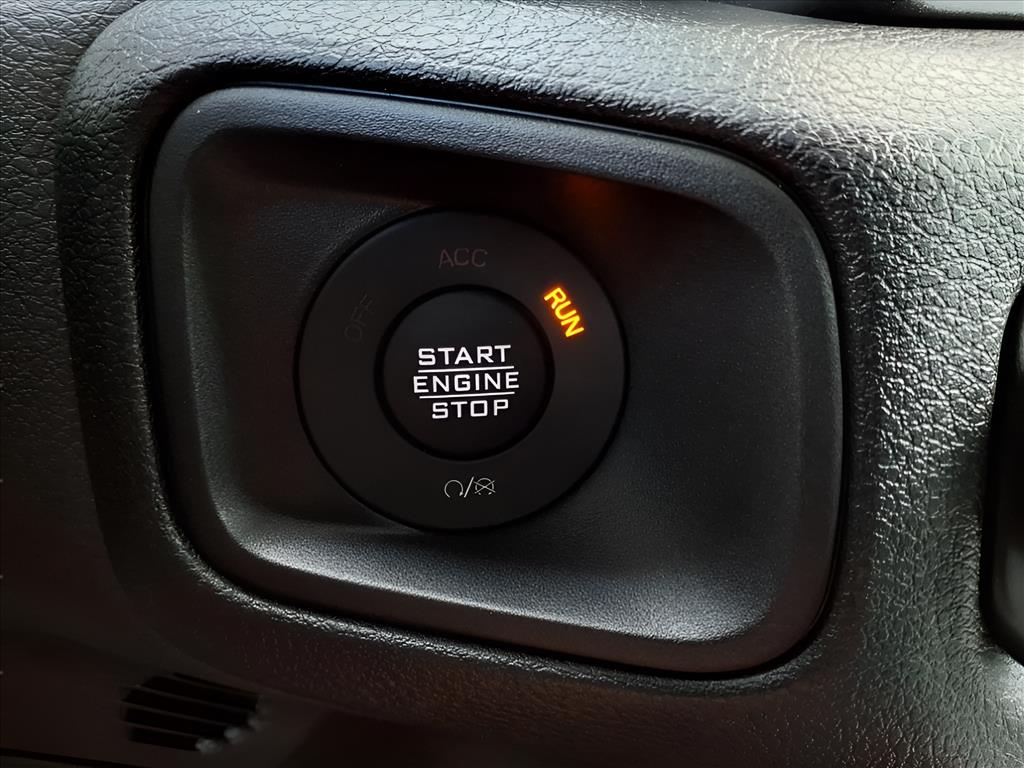 ACC
OFF
RUN
START
ENGINE
STOP